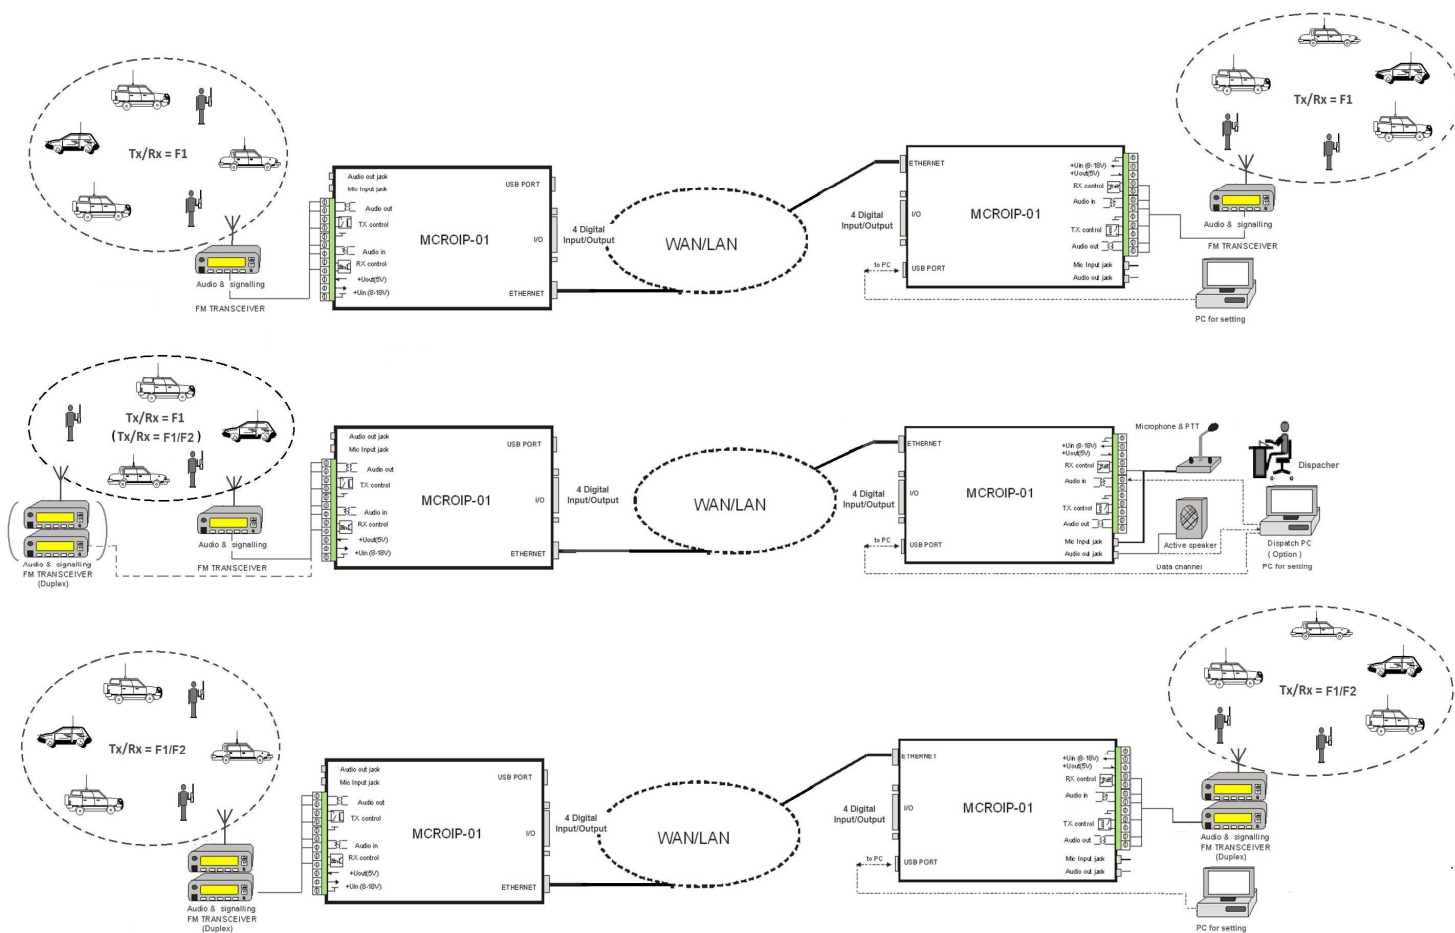 Tx/Rx = F1
Audio & signalling
FM TRANSCEIVER
Audio out jack
Mic Input jack
Audio out
TX control
Audio in
RX control
+Uout(5V)
+Uin (8-18V)
MCROIP-01
USB PORT
I/O
ETHERNET
4 Digital
Input/Output
WAN/LAN
4 Digital
Input/Output
to PC
ETHERNET
I/O
USB PORT
MCROIP-01
+Uin (8-18V)
+Uout(5V)
RX control
Audio in
TX control
Audio out
Mic Input jack
Audio out jack
Tx/Rx = F1
Audio & signalling
FM TRANSCEIVER
PC for setting
Tx/Rx = F1
(Tx/Rx = F1/F2)
Audio & signalling
FM TRANSCEIVER
(Duplex)
Audio & signalling
FM TRANSCEIVER
Audio out jack
Mic Input jack
Audio out
TX control
Audio in
RX control
+Uout(5V)
+Uin (8-18V)
MCROIP-01
USB PORT
I/O
ETHERNET
4 Digital
Input/Output
WAN/LAN
4 Digital
Input/Output
to PC
ETHERNET
I/O
USB PORT
MCROIP-01
+Uin (8-18V)
+Uout(5V)
RX control
Audio in
TX control
Audio out
Mic Input jack
Audio out jack
Microphone & PTT
Dispacher
Active speaker
Data channel
Dispatch PC
( Option )
PC for setting
Tx/Rx = F1/F2
Audio & signalling
FM TRANSCEIVER
(Duplex)
Audio out jack
Mic Input jack
Audio out
TX control
Audio in
RX control
+Uout(5V)
+Uin (8-18V)
MCROIP-01
USB PORT
I/O
ETHERNET
4 Digital
Input/Output
WAN/LAN
4 Digital
Input/Output
to PC
ETHERNET
I/O
USB PORT
MCROIP-01
+Uin (8-18V)
+Uout(5V)
RX control
Audio in
TX control
Audio out
Mic Input jack
Audio out jack
Tx/Rx = F1/F2
Audio & signalling
FM TRANSCEIVER
(Duplex)
PC for setting